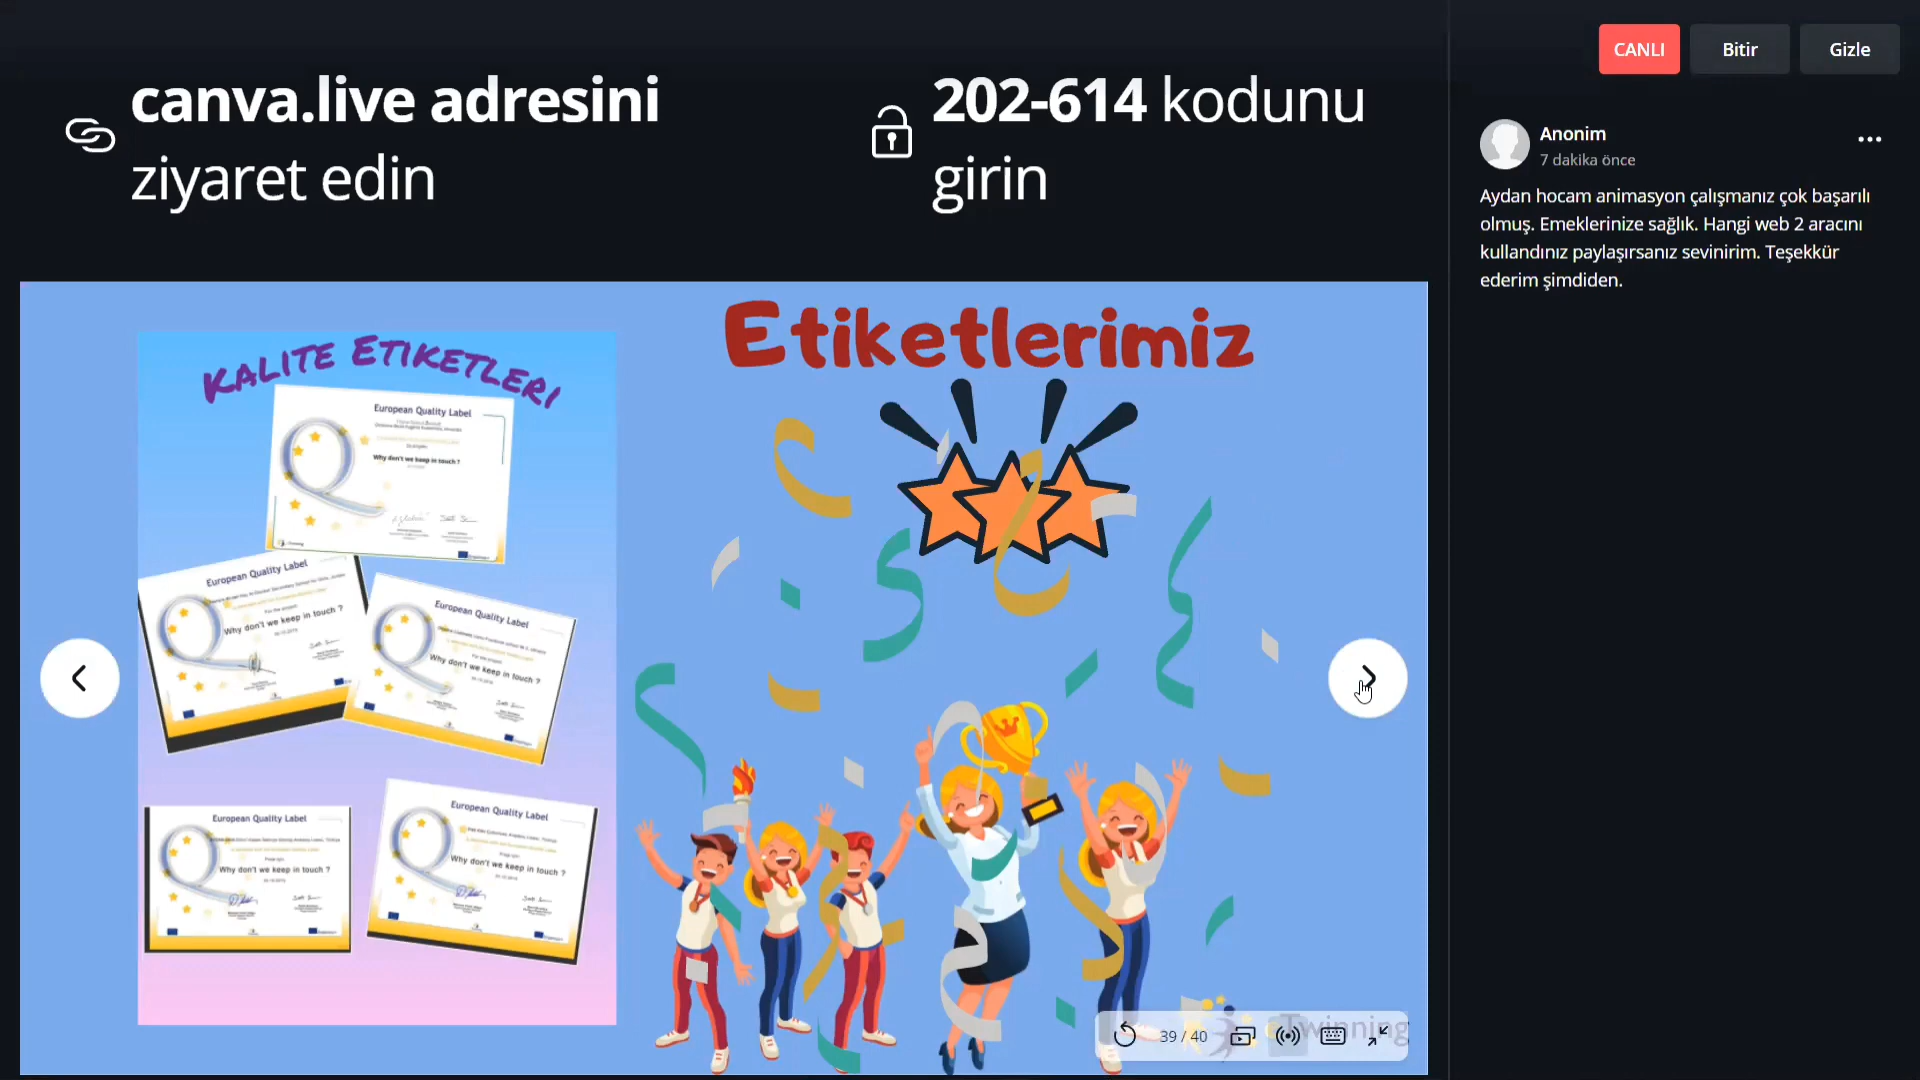 canva.live adresini
ziyaret edin
202-614 kodunu
girin
CANLI
Bitir
Gizle
Anonim
7 dakika önce
Aydan hocam animasyon çalışmanız çok başarılı
olmuş. Emeklerinize sağlık. Hangi web 2 aracını
kullandınız paylaşırsanız sevinirim. Teşekkür
ederim şimdiden.
KALITE ETIKETLERI
Etiketlerimiz
European Quality Label
Why don't we keep in touch ?
European Quality Label
Why don't we keep in touch ?
European Quality Label
Why don't we keep in touch ?
European Quality Label
Why don't we keep in touch ?
European Quality Label
Why don't we keep in touch ?
39 / 40
Twinning